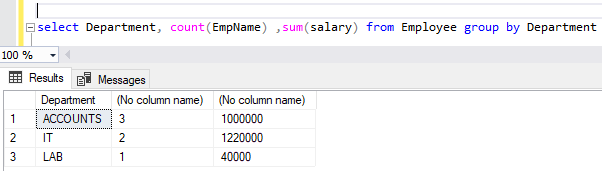 select Department, count(EmpName) ,sum(salary) from Employee group by Department
100 %
Results Messages
Department (No column name) (No column name)
1 ACCOUNTS 3 1000000
2 IT 2 1220000
3 LAB 1 40000